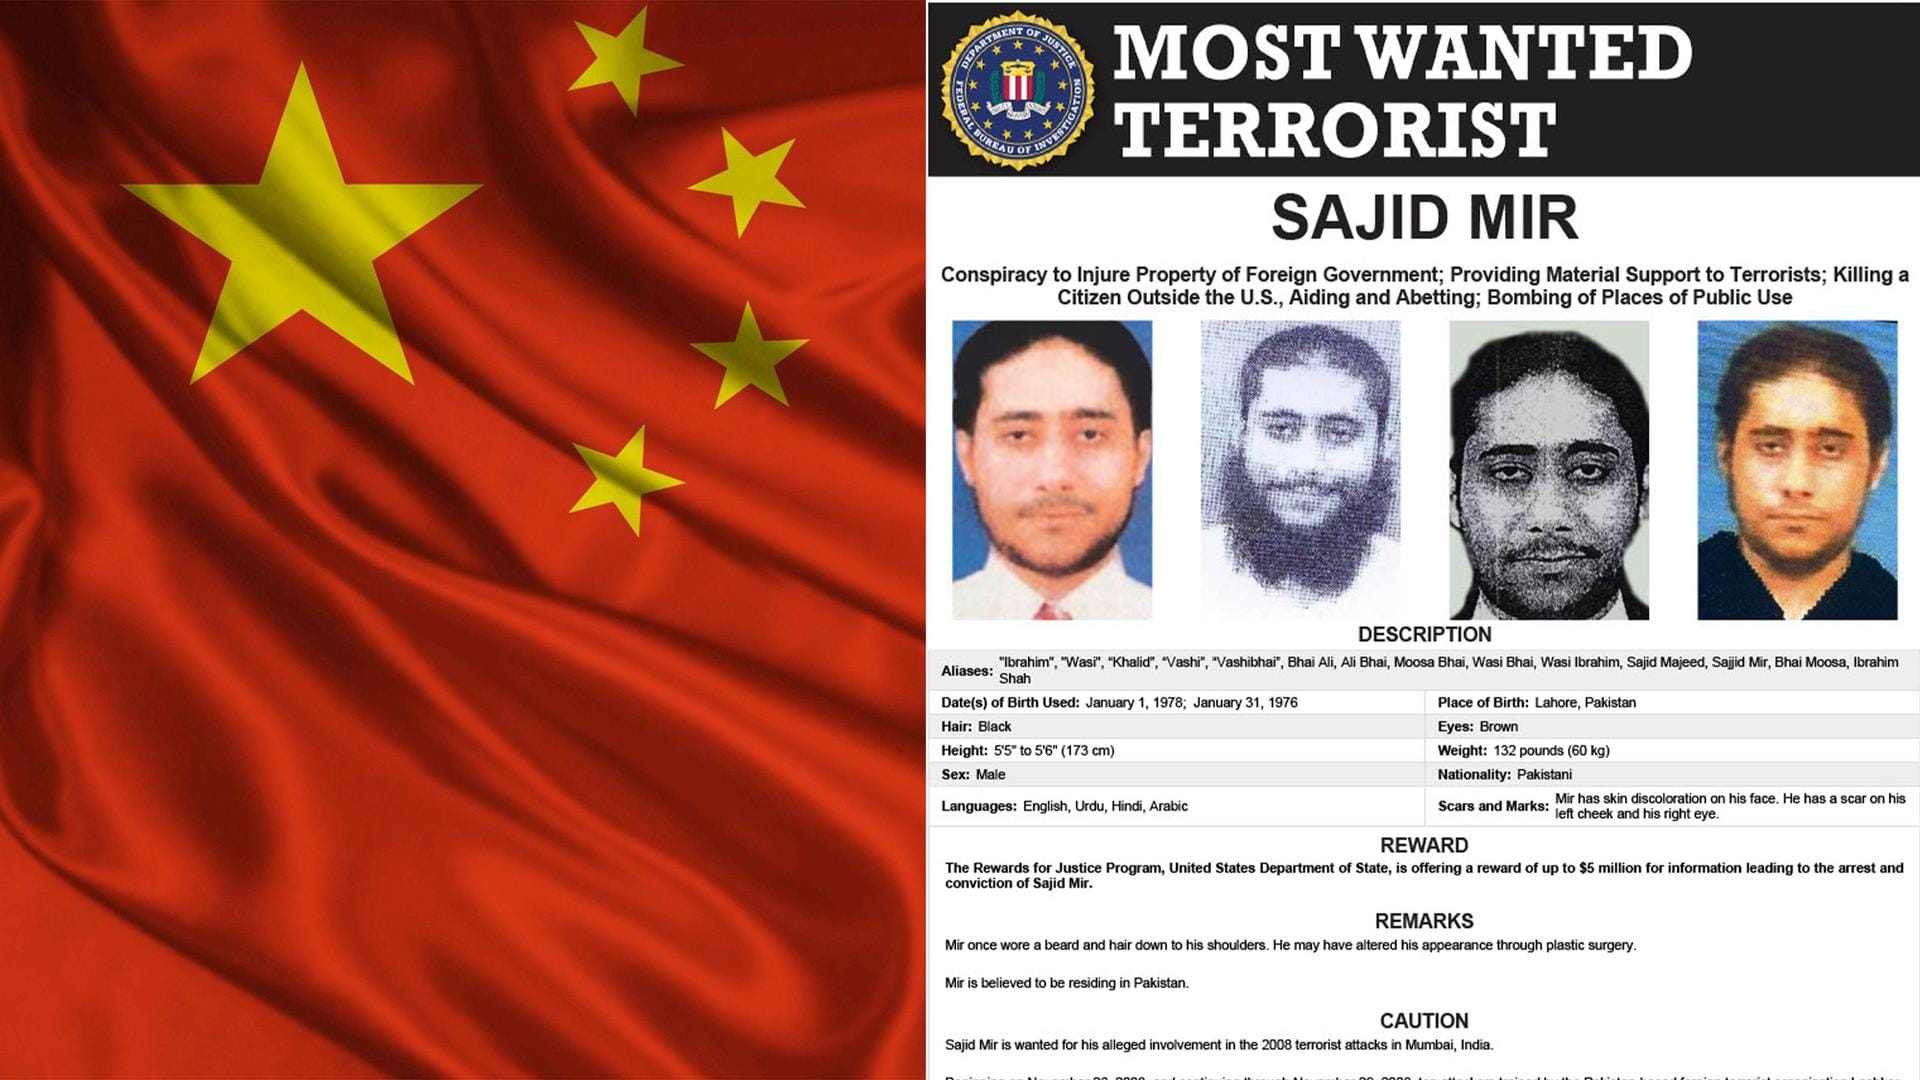 DEPARTMENT OF JUSTICE
FEDERAL BUREAU OF INVESTIGATION
MOST WANTED
TERRORIST
SAJID MIR
Conspiracy to Injure Property of Foreign Government; Providing Material Support to Terrorists; Killing a
Citizen Outside the U.S., Aiding and Abetting; Bombing of Places of Public Use
DESCRIPTION
Aliases: "Ibrahim", "Wasi", “Khalid”, “Vashi”, “Vashibhai”, Bhai Ali, Ali Bhai, Moosa Bhai, Wasi Bhai, Wasi Ibrahim, Sajid Majeed, Sajjid Mir, Bhai Moosa, Ibrahim
Shah
Date(s) of Birth Used: January 1, 1978; January 31, 1976
Place of Birth: Lahore, Pakistan
Hair: Black
Eyes: Brown
Height: 5'5" to 5'6" (173 cm)
Weight: 132 pounds (60 kg)
Sex: Male
Nationality: Pakistani
Languages: English, Urdu, Hindi, Arabic
Scars and Marks: Mir has skin discoloration on his face. He has a scar on his
left cheek and his right eye.
REWARD
The Rewards for Justice Program, United States Department of State, is offering a reward of up to $5 million for information leading to the arrest and
conviction of Sajid Mir.
REMARKS
Mir once wore a beard and hair down to his shoulders. He may have altered his appearance through plastic surgery.
Mir is believed to be residing in Pakistan.
CAUTION
Sajid Mir is wanted for his alleged involvement in the 2008 terrorist attacks in Mumbai, India.